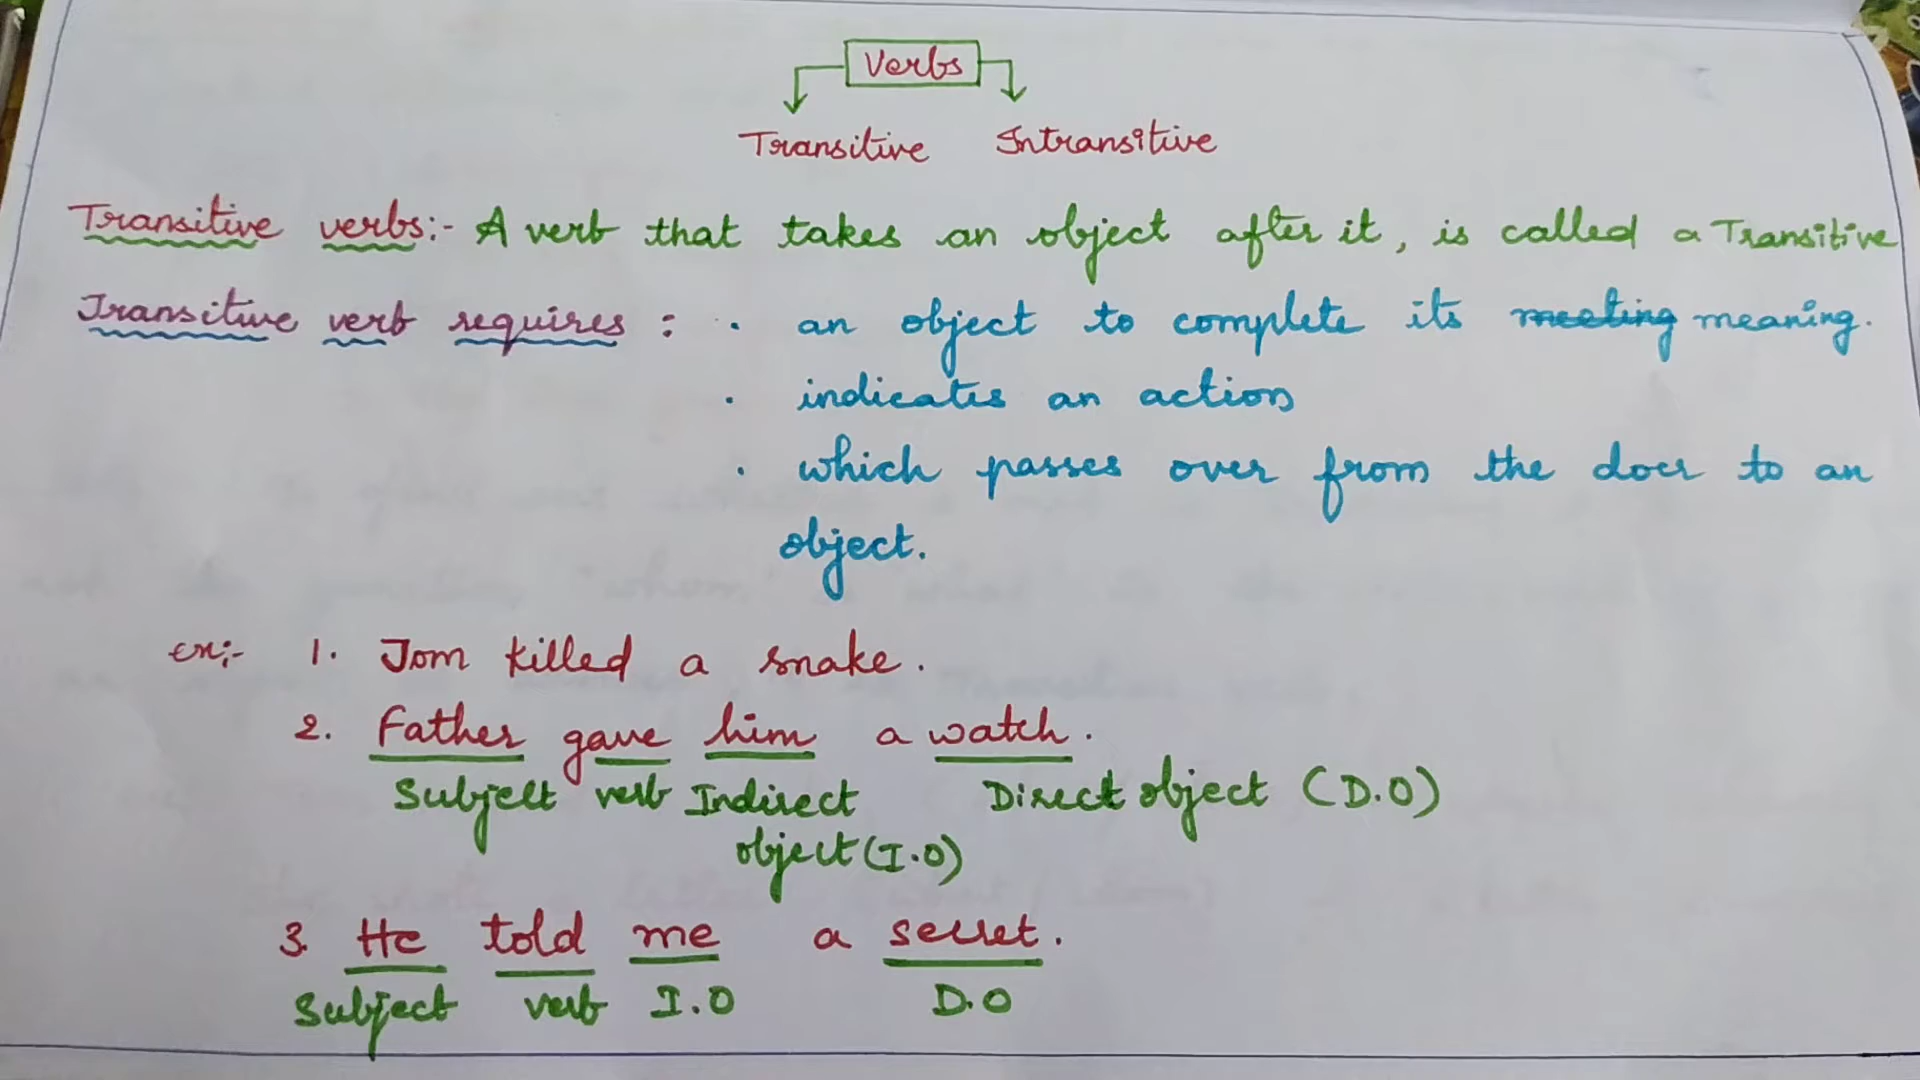 Verbs
Transitive Intransitive
Transitive verbs:- A verb that takes an object after it, is called a Transitive
Transitive verb requires : · an object to complete its meeting meaning.
· indicates an action
· which passes over from the doer to an
object.
ex:- 1. Tom killed a snake.
2. Father gave him a watch.
Subject verb Indirect Direct object (D.O)
object (I.O)
3. He told me a secret.
Subject verb I.O D.O